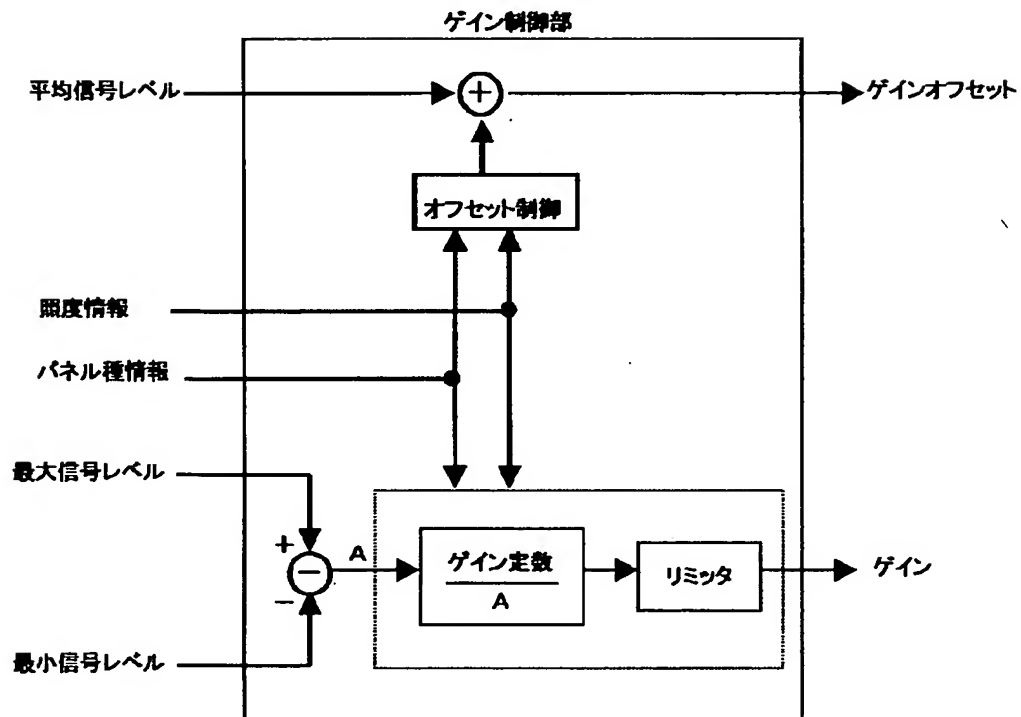 ゲイン制御部
平均信号レベル
+
ゲインオフセット
オフセット制御
照度情報
パネル種情報
最大信号レベル
+
A
ゲイン定数
A
リミッタ
ゲイン
−
−
最小信号レベル